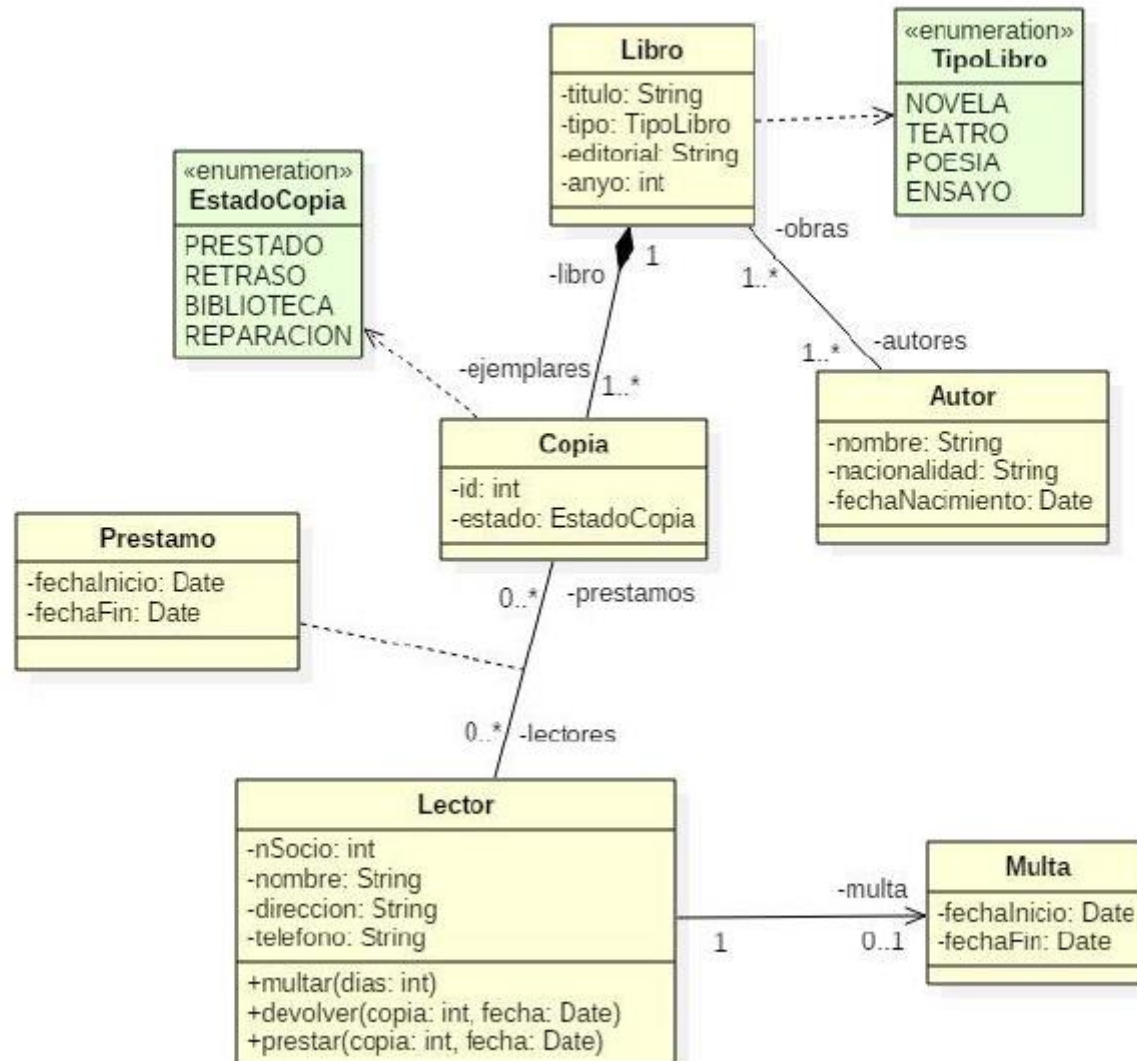 Libro
-titulo: String
-tipo: TipoLibro
-editorial: String
-anyo: int
«enumeration»
TipoLibro
NOVELA
TEATRO
POESIA
ENSAYO
«enumeration»
EstadoCopia
PRESTADO
RETRASO
BIBLIOTECA
REPARACION
-libro
1
-obras
1..*
-ejemplares
1..*
1..*
-autores
Copia
-id: int
-estado: EstadoCopia
Autor
-nombre: String
-nacionalidad: String
-fechaNacimiento: Date
Prestamo
-fechaInicio: Date
-fechaFin: Date
0..*
-prestamos
0..*
-lectores
Lector
-nSocio: int
-nombre: String
-direccion: String
-telefono: String
+multar(dias: int)
+devolver(copia: int, fecha: Date)
+prestar(copia: int, fecha: Date)
1
-multa
0..1
Multa
-fechaInicio: Date
-fechaFin: Date